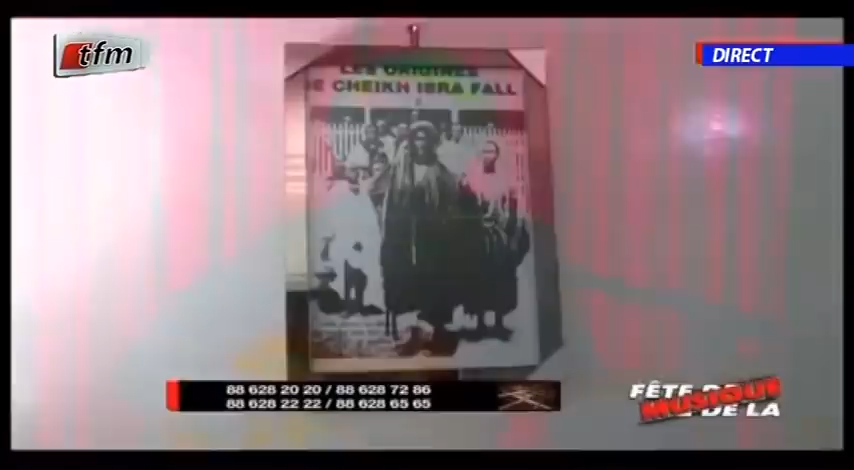 tfm
DIRECT
LES ORIGINES
DE CHEIKH IBRA FALL
88 628 20 20 / 88 628 72 86
88 628 22 22 / 88 628 65 65
FÊTE DE LA
MUSIQUE